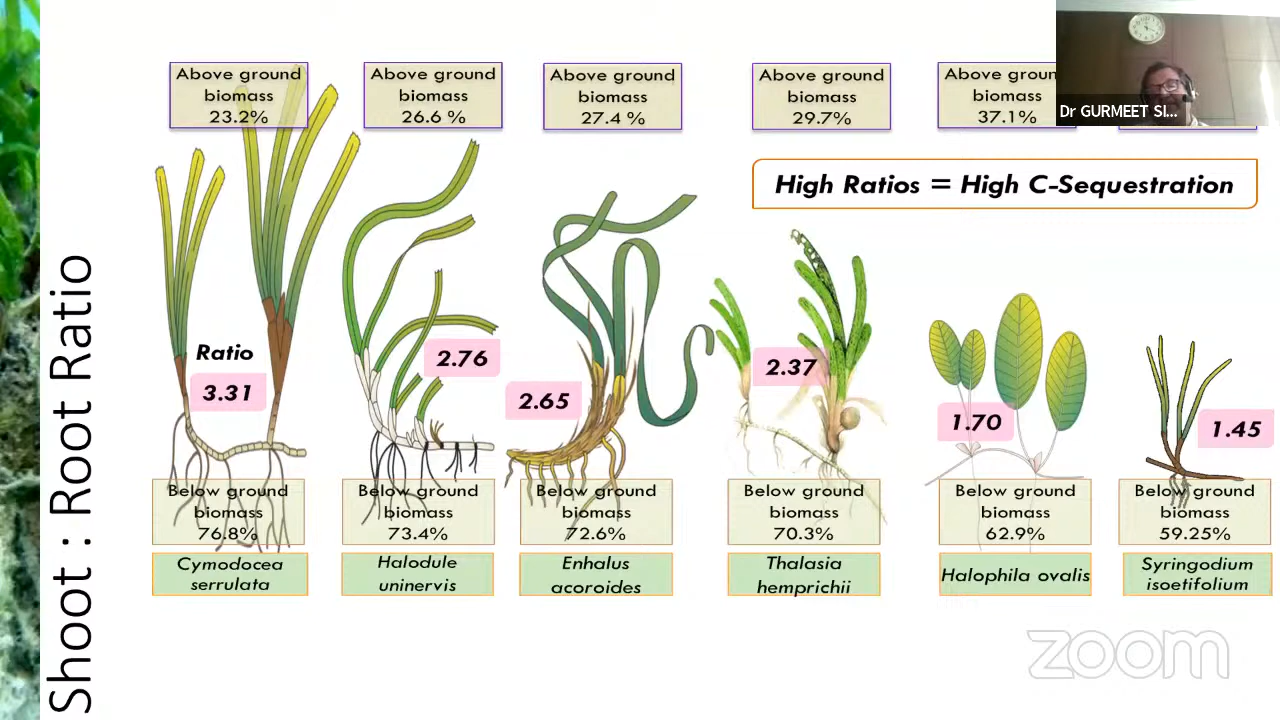 Shoot : Root Ratio
Above ground
biomass
23.2%
Above ground
biomass
26.6 %
Above ground
biomass
27.4 %
Above ground
biomass
29.7%
Above
biomass
37.1%
Dr GURMEET SI...
High Ratios = High C-Sequestration
Ratio
3.31
2.76
2.65
2.37
1.70
1.45
Below ground
biomass
76.8%
Below ground
biomass
73.4%
Below ground
biomass
72.6%
Below ground
biomass
70.3%
Below ground
biomass
62.9%
Below ground
biomass
59.25%
Cymodocea
serrulata
Halodule
uninervis
Enhalus
acoroides
Thalasia
hemprichii
Halophila ovalis
Syringodium
isoetifolium
zoom